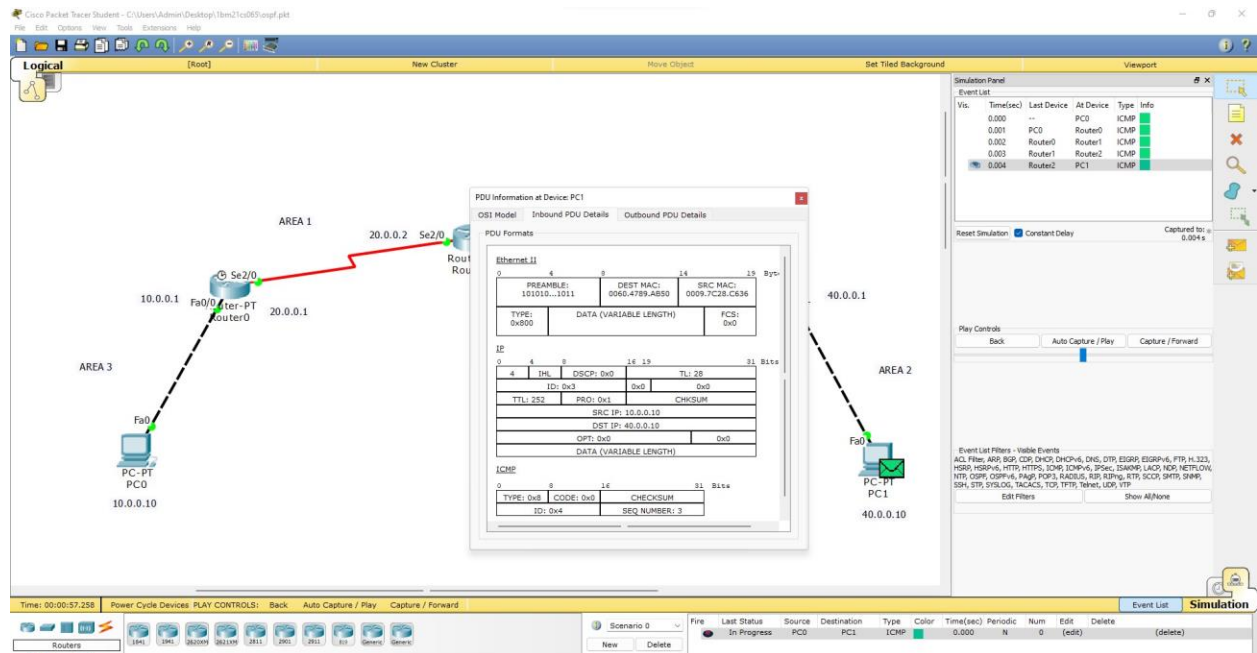 Cisco Packet Tracer Student - C:\Users\Admin\Desktop\1bm21cs065\ospf.pkt
File Edit Options View Tools Extensions Help
Logical [Root] New Cluster Move Object Set Tiled Background Viewport
AREA 1
20.0.0.2 Se2/0
Rout
Rou
Se2/0
10.0.0.1 Fa0/0 uter-PT
Router0 20.0.0.1
AREA 3
Fa0
PC-PT
PC0
10.0.0.10
PDU Information at Device: PC1
OSI Model Inbound PDU Details Outbound PDU Details
PDU Formats
Ethernet II
0 4 8 14 19 Byt
PREAMBLE: DEST MAC: SRC MAC:
101010...1011 0060.4789.AB50 0009.7C28.C636
TYPE: DATA (VARIABLE LENGTH) FCS:
0x800 0x0
IP
0 4 8 16 19 31 Bits
4 IHL DSCP: 0x0 TL: 28
ID: 0x3 0x0 0x0
TTL: 252 PRO: 0x1 CHKSUM
SRC IP: 10.0.0.10
DST IP: 40.0.0.10
OPT: 0x0 0x0
DATA (VARIABLE LENGTH)
ICMP
0 8 16 31 Bits
TYPE: 0x8 CODE: 0x0 CHECKSUM
ID: 0x4 SEQ NUMBER: 3
40.0.0.1
AREA 2
Fa0
PC-PT
PC1
40.0.0.10
Simulation Panel
Event List
Vis. Time(sec) Last Device At Device Type Info
0.000 -- PC0 ICMP
0.001 PC0 Router0 ICMP
0.002 Router0 Router1 ICMP
0.003 Router1 Router2 ICMP
0.004 Router2 PC1 ICMP
Reset Simulation Constant Delay Captured to:
0.004 s
Play Controls
Back Auto Capture / Play Capture / Forward
Event List Filters - Visible Events
ACL Filter, ARP, BGP, CDP, DHCP, DHCPv6, DNS, DTP, EIGRP, EIGRPv6, FTP, H.323,
HSRP, HSRPv6, HTTP, HTTPS, ICMP, ICMPv6, IPSec, ISAKMP, LACP, NDP, NETFLOW,
NTP, OSPF, OSPFv6, PAgP, POP3, RADIUS, RIP, RIPng, RTP, SCCP, SMTP, SNMP,
SSH, STP, SYSLOG, TACACS, TCP, TFTP, Telnet, UDP, VTP
Edit Filters Show All/None
Time: 00:00:57.258 Power Cycle Devices PLAY CONTROLS: Back Auto Capture / Play Capture / Forward Event List Simulation
Routers
1841 1941 2620XM 2621XM 2811 2901 2911 819 Generic Generic
Scenario 0
New Delete
Fire Last Status Source Destination Type Color Time(sec) Periodic Num Edit Delete
In Progress PC0 PC1 ICMP 0.000 N 0 (edit) (delete)